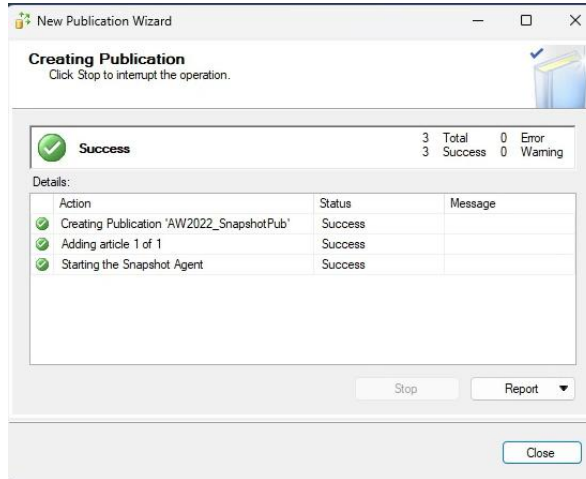 New Publication Wizard
Creating Publication
Click Stop to interrupt the operation.
Success
3 Total 0 Error
3 Success 0 Warning
Details:
Action Status Message
Creating Publication 'AW2022_SnapshotPub' Success
Adding article 1 of 1 Success
Starting the Snapshot Agent Success
Stop Report
Close